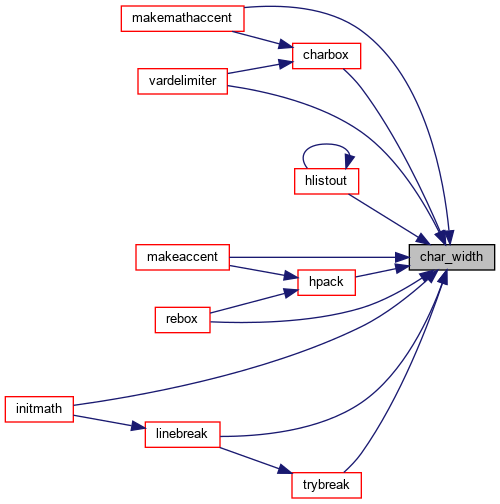 makemathaccent
charbox
vardelimiter
hlistout
char_width
makeaccent
hpack
rebox
initmath
linebreak
trybreak